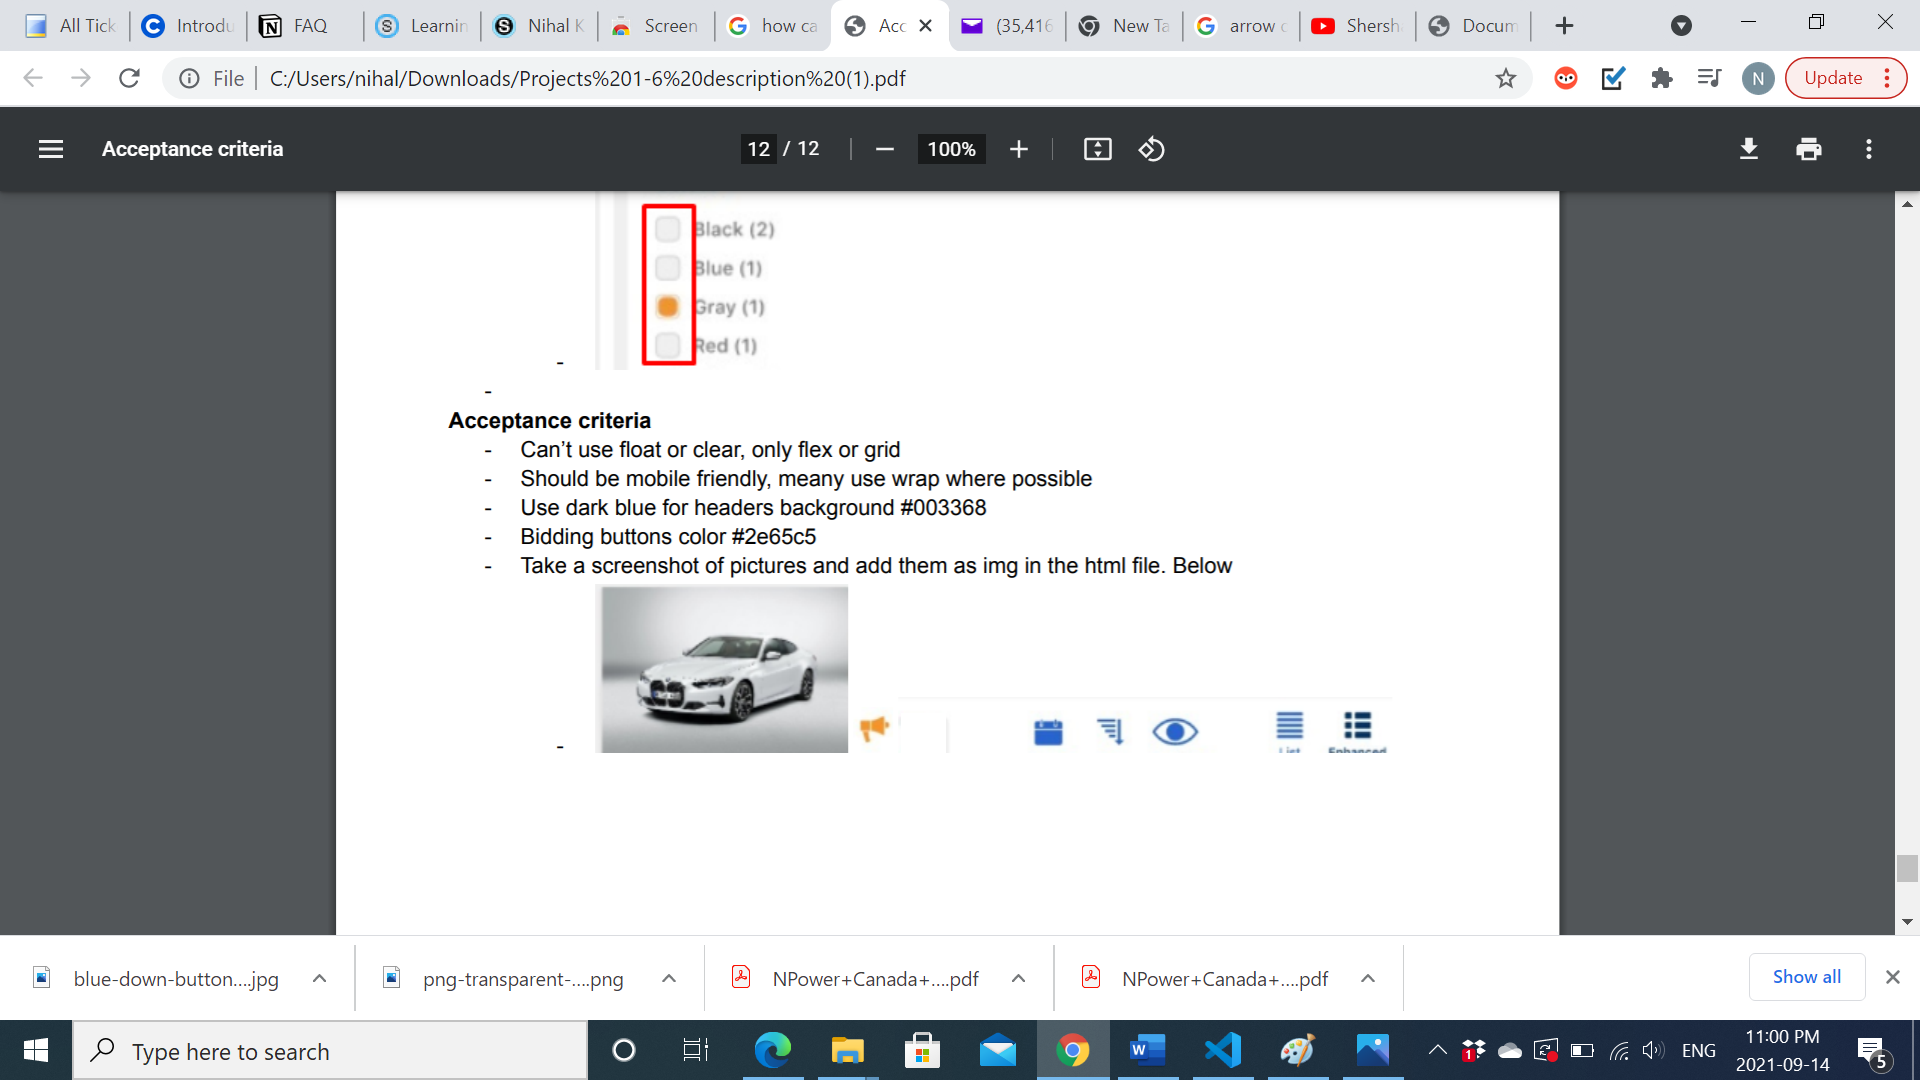 All Tick
Introdu
FAQ
Learnin
Nihal K
Screen
how ca
Acc
(35,416
New Ta
arrow c
Shersh
Docum
File
C:/Users/nihal/Downloads/Projects%201-6%20description%20(1).pdf
N
Update
Acceptance criteria
12 / 12
100%
Black (2)
Blue (1)
Gray (1)
Red (1)
-
-
Acceptance criteria
- Can’t use float or clear, only flex or grid
- Should be mobile friendly, meany use wrap where possible
- Use dark blue for headers background #003368
- Bidding buttons color #2e65c5
- Take a screenshot of pictures and add them as img in the html file. Below
-
List
Enhanced
blue-down-button....jpg
png-transparent-....png
NPower+Canada+....pdf
NPower+Canada+....pdf
Show all
Type here to search
1
ENG
11:00 PM
2021-09-14
5